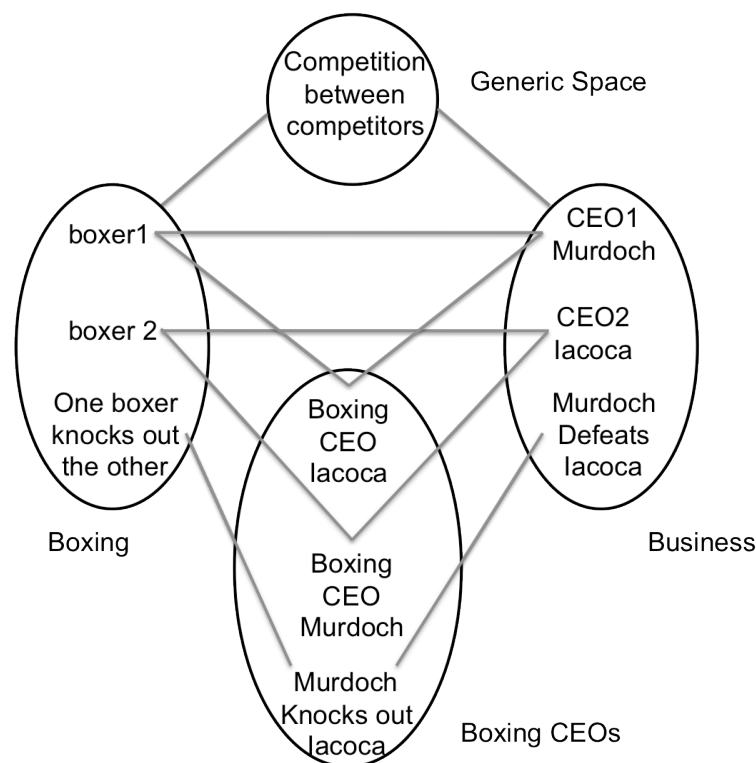 Competition
between
competitors
Generic Space
boxer1
boxer 2
One boxer
knocks out
the other
Boxing
CEO1
Murdoch
CEO2
Iacoca
Murdoch
Defeats
Iacoca
Business
Boxing
CEO
Iacoca
Boxing
CEO
Murdoch
Murdoch
Knocks out
Iacoca
Boxing CEOs